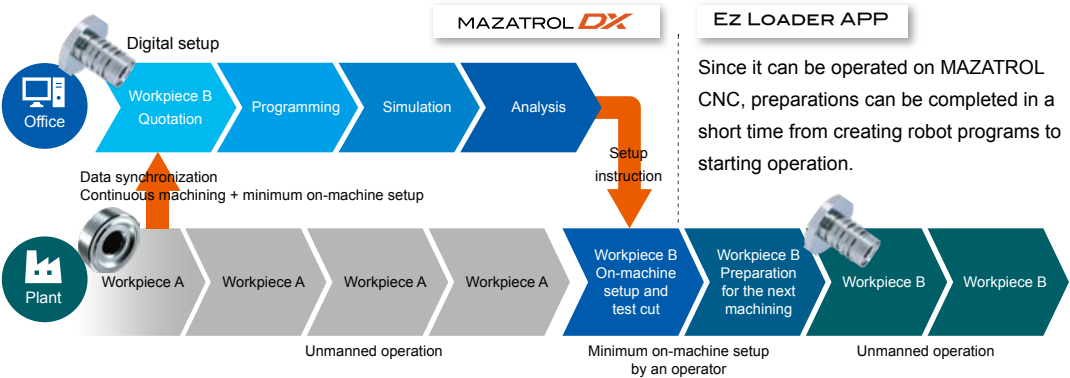 MAZATROL DX
EZ LOADER APP
Digital setup
Since it can be operated on MAZATROL
CNC, preparations can be completed in a
short time from creating robot programs to
starting operation.
Office
Workpiece B
Quotation
Programming
Simulation
Analysis
Setup
instruction
Data synchronization
Continuous machining + minimum on-machine setup
Plant
Workpiece A
Workpiece A
Workpiece A
Workpiece A
Workpiece B
On-machine
setup and
test cut
Workpiece B
Preparation
for the next
machining
Workpiece B
Workpiece B
Unmanned operation
Minimum on-machine setup
by an operator
Unmanned operation